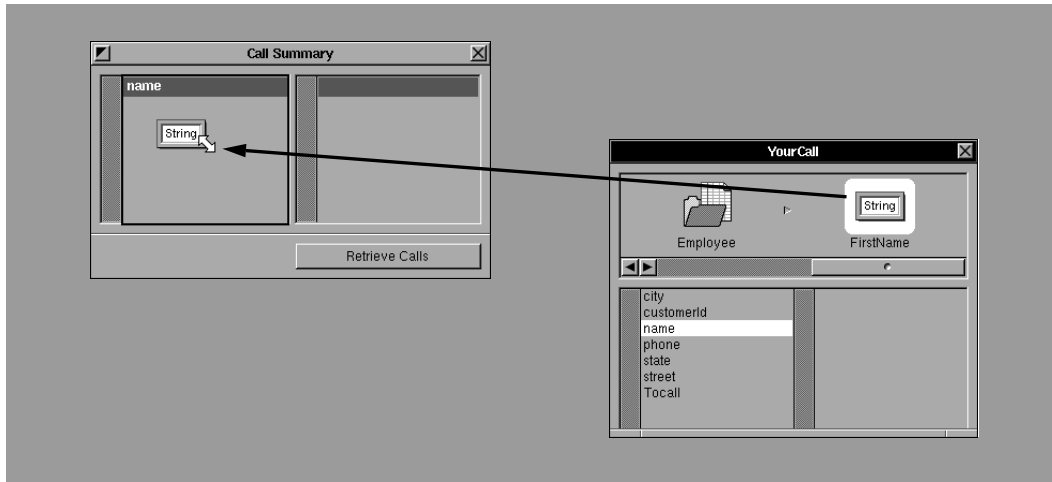 Call Summary
name
String
Retrieve Calls
YourCall
String
Employee
FirstName
city
customerId
name
phone
state
street
Tocall